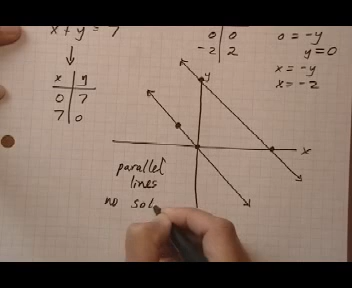 x + y = 7
x y
0 7
7 0
0 0
-2 2
0 = -y
y = 0
x = -y
x = -2
y
x
parallel
lines
no sol